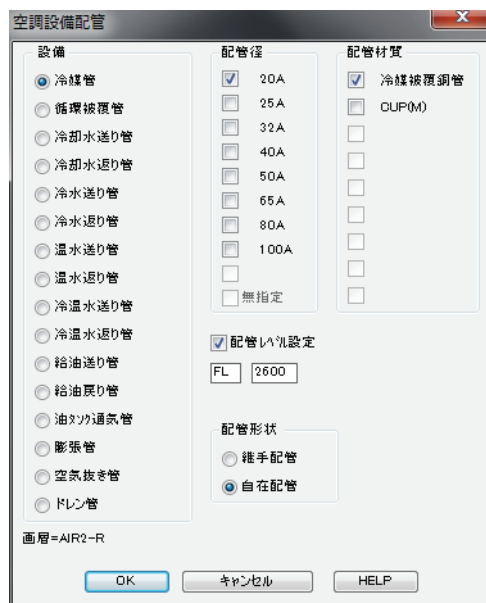 空調設備配管
設備
冷媒管
循環被覆管
冷却水送り管
冷却水返り管
冷水送り管
冷水返り管
温水送り管
温水返り管
冷温水送り管
冷温水返り管
給油送り管
給油戻り管
油タンク通気管
膨張管
空気抜き管
ドレン管
画層=AIR2-R
配管径
20A
25A
32A
40A
50A
65A
80A
100A
無指定
配管材質
冷媒被覆銅管
CUP(M)
配管レベル設定
FL 2600
配管形状
継手配管
自在配管
OK
キャンセル
HELP